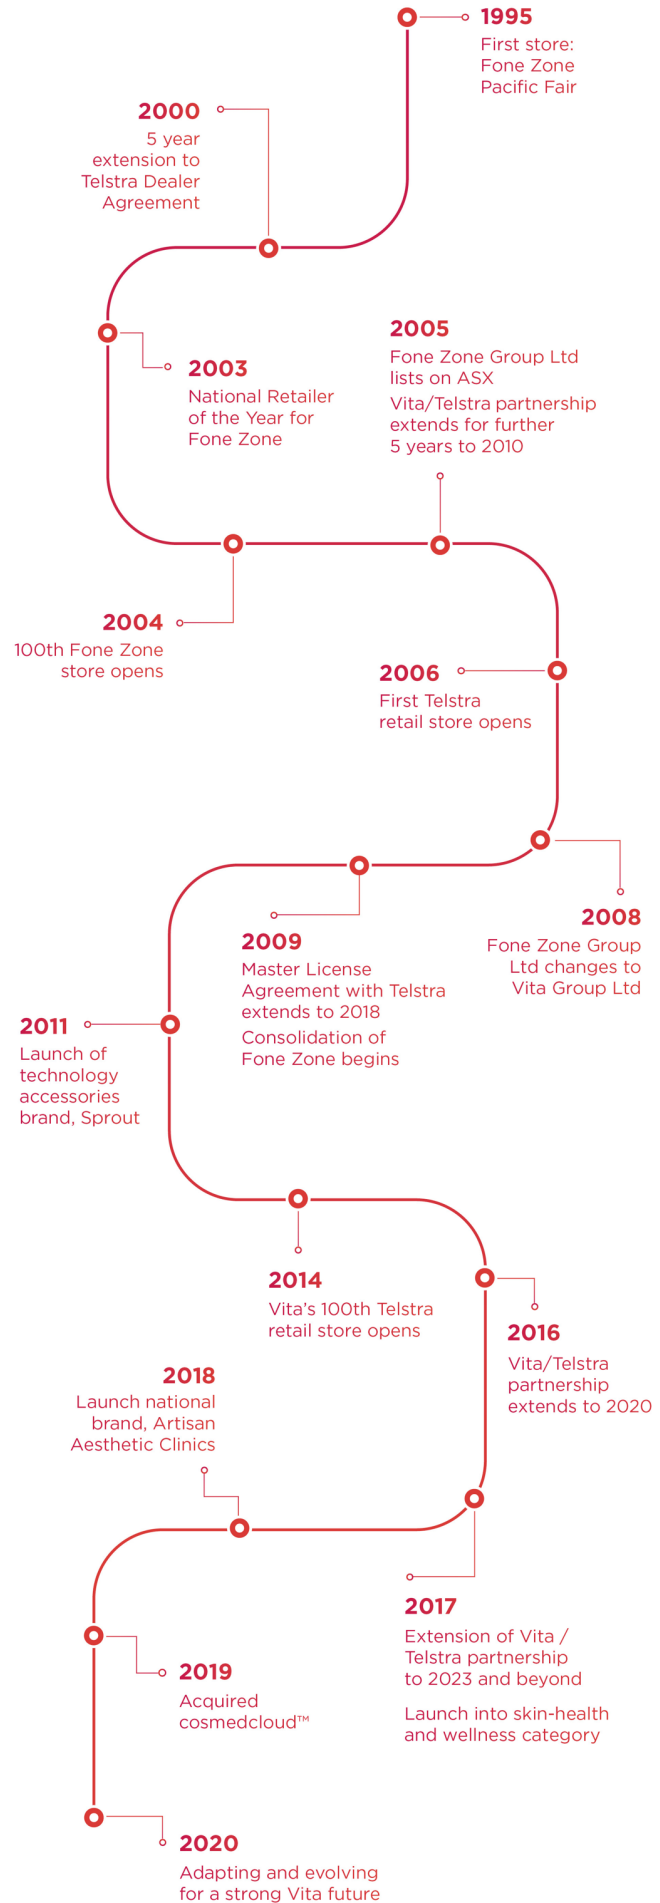 1995
First store:
Fone Zone
Pacific Fair
2000
5 year
extension to
Telstra Dealer
Agreement
2003
National Retailer
of the Year for
Fone Zone
2004
100th Fone Zone
store opens
2005
Fone Zone Group Ltd
lists on ASX
Vita/Telstra partnership
extends for further
5 years to 2010
2006
First Telstra
retail store opens
2008
Fone Zone Group
Ltd changes to
Vita Group Ltd
2009
Master License
Agreement with Telstra
extends to 2018
Consolidation of
Fone Zone begins
2011
Launch of
technology
accessories
brand, Sprout
2014
Vita’s 100th Telstra
retail store opens
2016
Vita/Telstra
partnership
extends to 2020
2017
Extension of Vita /
Telstra partnership
to 2023 and beyond
Launch into skin-health
and wellness category
2018
Launch national
brand, Artisan
Aesthetic Clinics
2019
Acquired
cosmedcloud™
2020
Adapting and evolving
for a strong Vita future